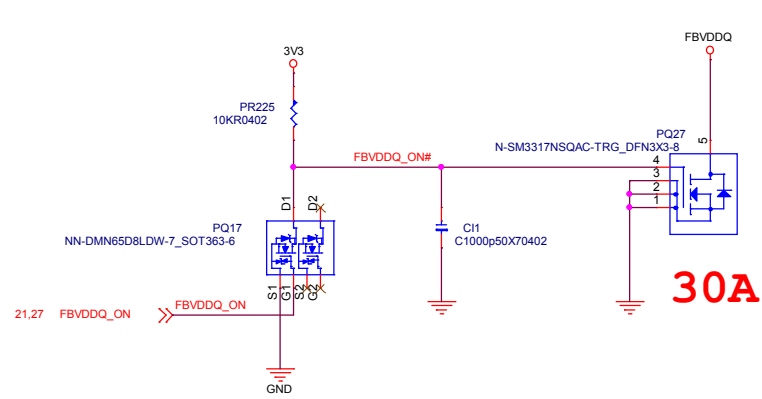 FBVDDQ
3V3
PR225
10KR0402
PQ27
N-SM3317NSQAC-TRG_DFN3X3-8
5
FBVDDQ_ON#
4
3
2
1
D1
D2
PQ17
NN-DMN65D8LDW-7_SOT363-6
CI1
C1000p50X70402
S1
G1
S2
G2
30A
21,27 FBVDDQ_ON
FBVDDQ_ON
GND